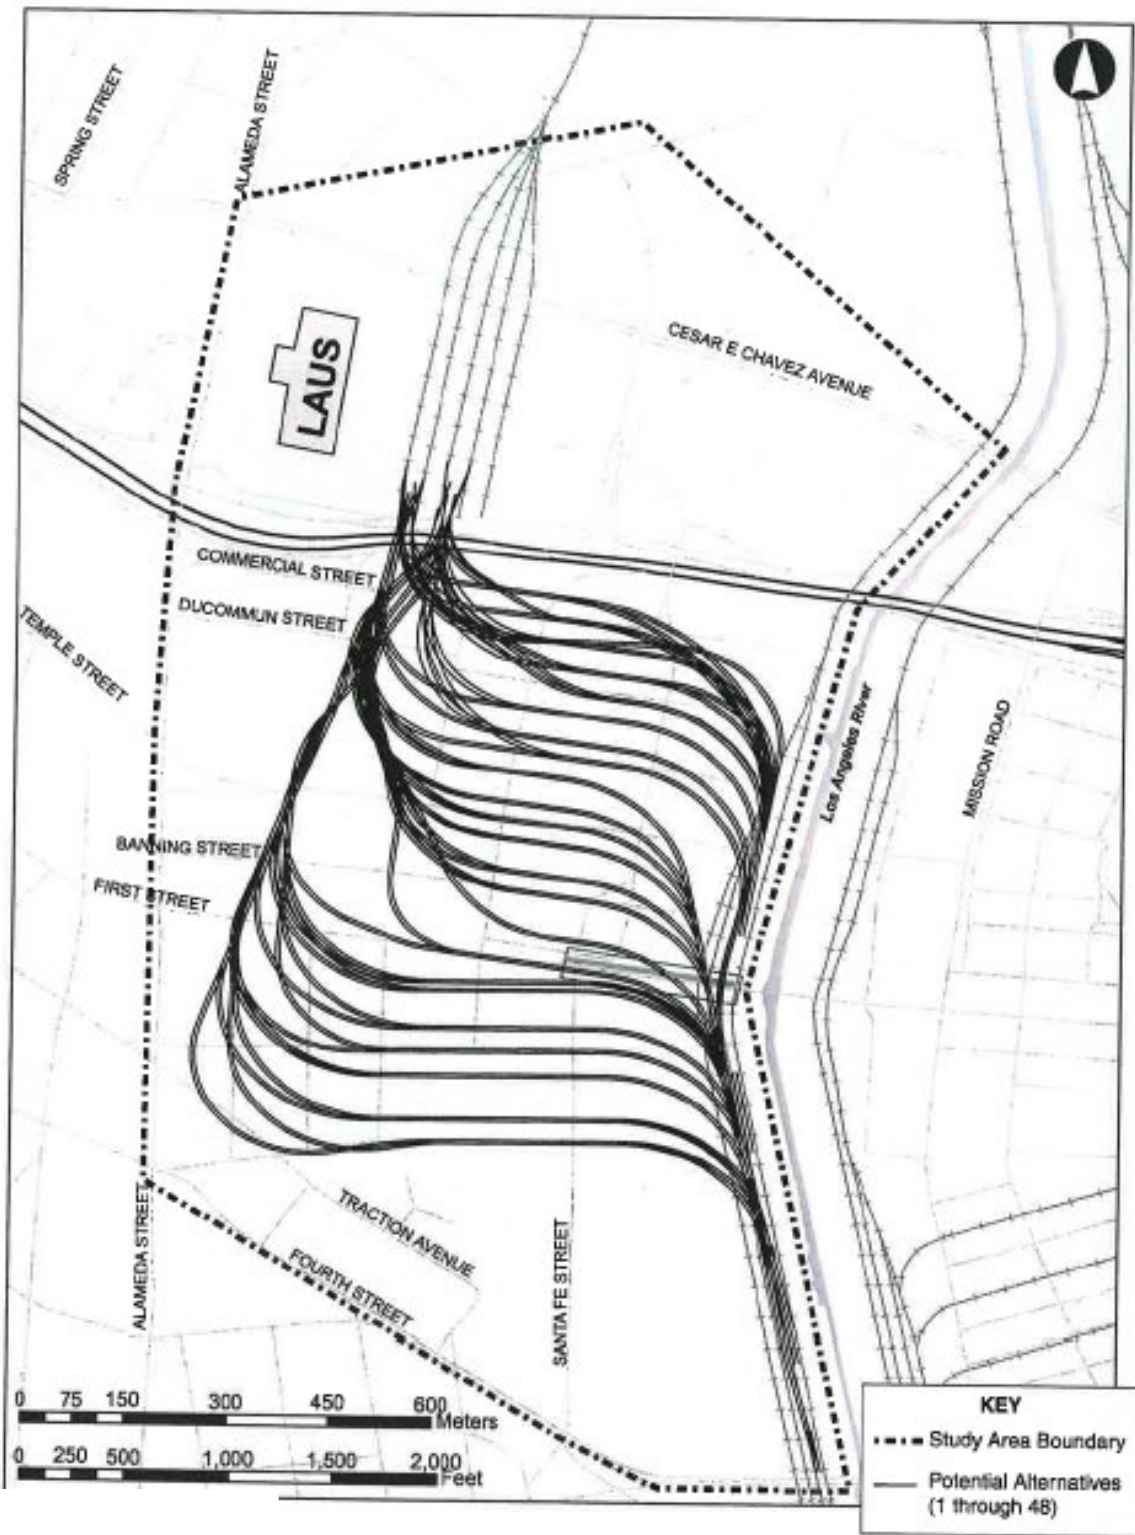 SPRING STREET
ALAMEDA STREET
LAUS
CESAR E CHAVEZ AVENUE
COMMERCIAL STREET
DUCOMMUN STREET
TEMPLE STREET
Los Angeles River
MISSION ROAD
BANNING STREET
FIRST STREET
TRACTION AVENUE
FOURTH STREET
ALAMEDA STREET
SANTA FE STREET
0 75 150 300 450 600
Meters
0 250 500 1,000 1,500 2,000
Feet
KEY
Study Area Boundary
Potential Alternatives
(1 through 48)